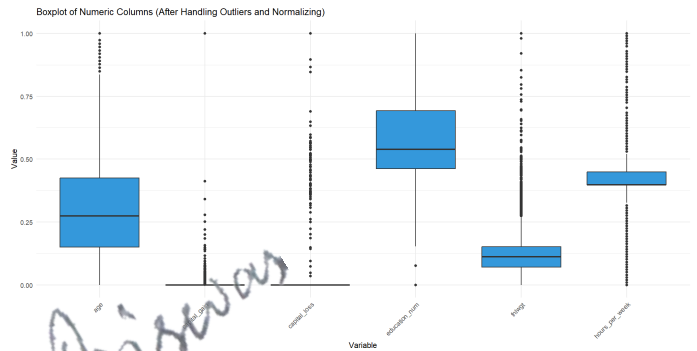 Boxplot of Numeric Columns (After Handling Outliers and Normalizing)
1.00
0.75
0.50
0.25
0.00
Value
age
capital_loss
education_num
fnlwgt
hours_per_week
Variable